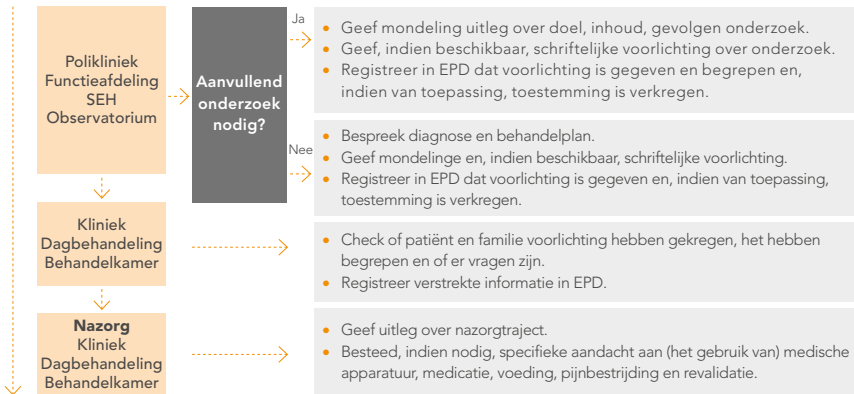 Polikliniek
Functieafdeling
SEH
Observatorium
Aanvullend
onderzoek
nodig?
Ja
• Geef mondeling uitleg over doel, inhoud, gevolgen onderzoek.
• Geef, indien beschikbaar, schriftelijke voorlichting over onderzoek.
• Registreer in EPD dat voorlichting is gegeven en begrepen en,
indien van toepassing, toestemming is verkregen.
Nee
• Bespreek diagnose en behandelplan.
• Geef mondelinge en, indien beschikbaar, schriftelijke voorlichting.
• Registreer in EPD dat voorlichting is gegeven en, indien van toepassing,
toestemming is verkregen.
Kliniek
Dagbehandeling
Behandelkamer
• Check of patiënt en familie voorlichting hebben gekregen, het hebben
begrepen en of er vragen zijn.
• Registreer verstrekte informatie in EPD.
Nazorg
Kliniek
Dagbehandeling
Behandelkamer
• Geef uitleg over nazorgtraject.
• Besteed, indien nodig, specifieke aandacht aan (het gebruik van) medische
apparatuur, medicatie, voeding, pijnbestrijding en revalidatie.